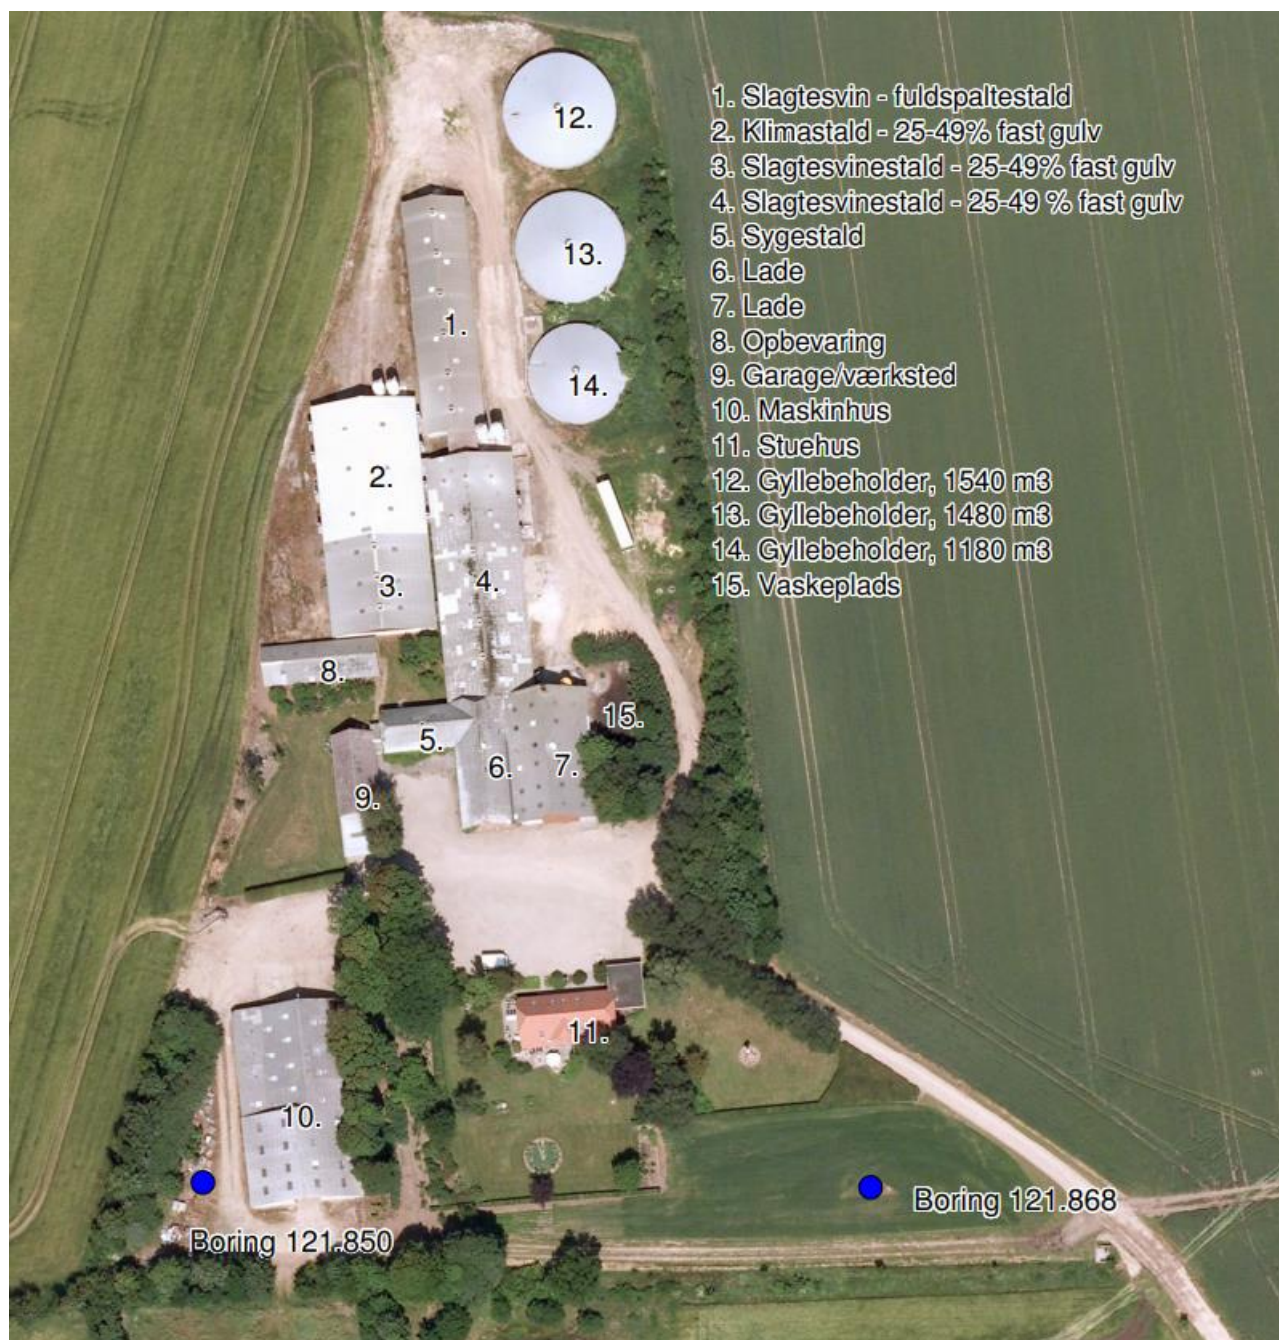 1. Slagtesvin - fuldspaltestald
2. Klimastald - 25-49% fast gulv
3. Slagtesvinestald - 25-49% fast gulv
4. Slagtesvinestald - 25-49 % fast gulv
5. Sygestald
6. Lade
7. Lade
8. Opbevaring
9. Garage/værksted
10. Maskinhus
11. Stuehus
12. Gyllebeholder, 1540 m3
13. Gyllebeholder, 1480 m3
14. Gyllebeholder, 1180 m3
15. Vaskeplads
12.
13.
1.
14.
2.
3.
4.
8.
15.
5.
6.
7.
9.
11.
10.
Boring 121.868
Boring 121.850